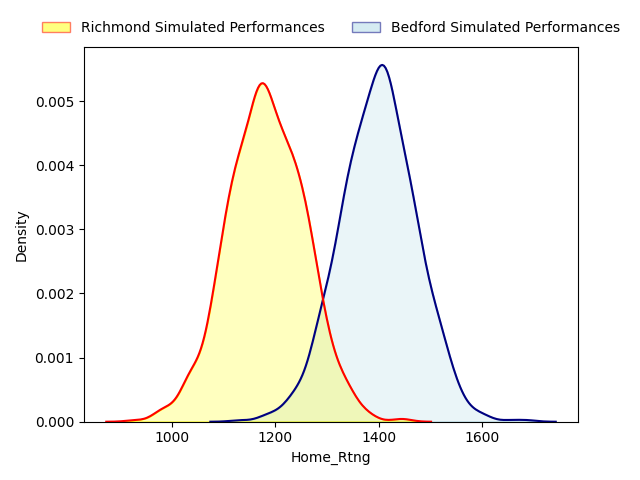 Richmond Simulated Performances Bedford Simulated Performances
0.005
0.004
0.003
0.002
0.001
0.000
Density
1000 1200 1400 1600
Home_Rtng